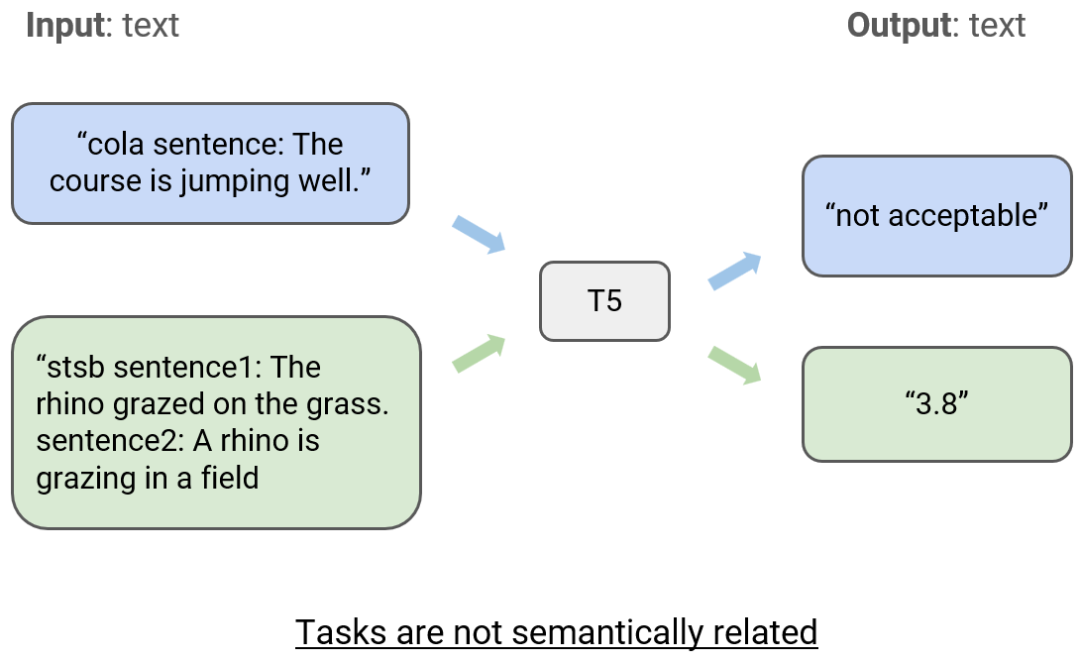 Input: text
Output: text
“cola sentence: The
course is jumping well.”
“not acceptable”
T5
“stsb sentence1: The
rhino grazed on the grass.
sentence2: A rhino is
grazing in a field
“3.8”
Tasks are not semantically related